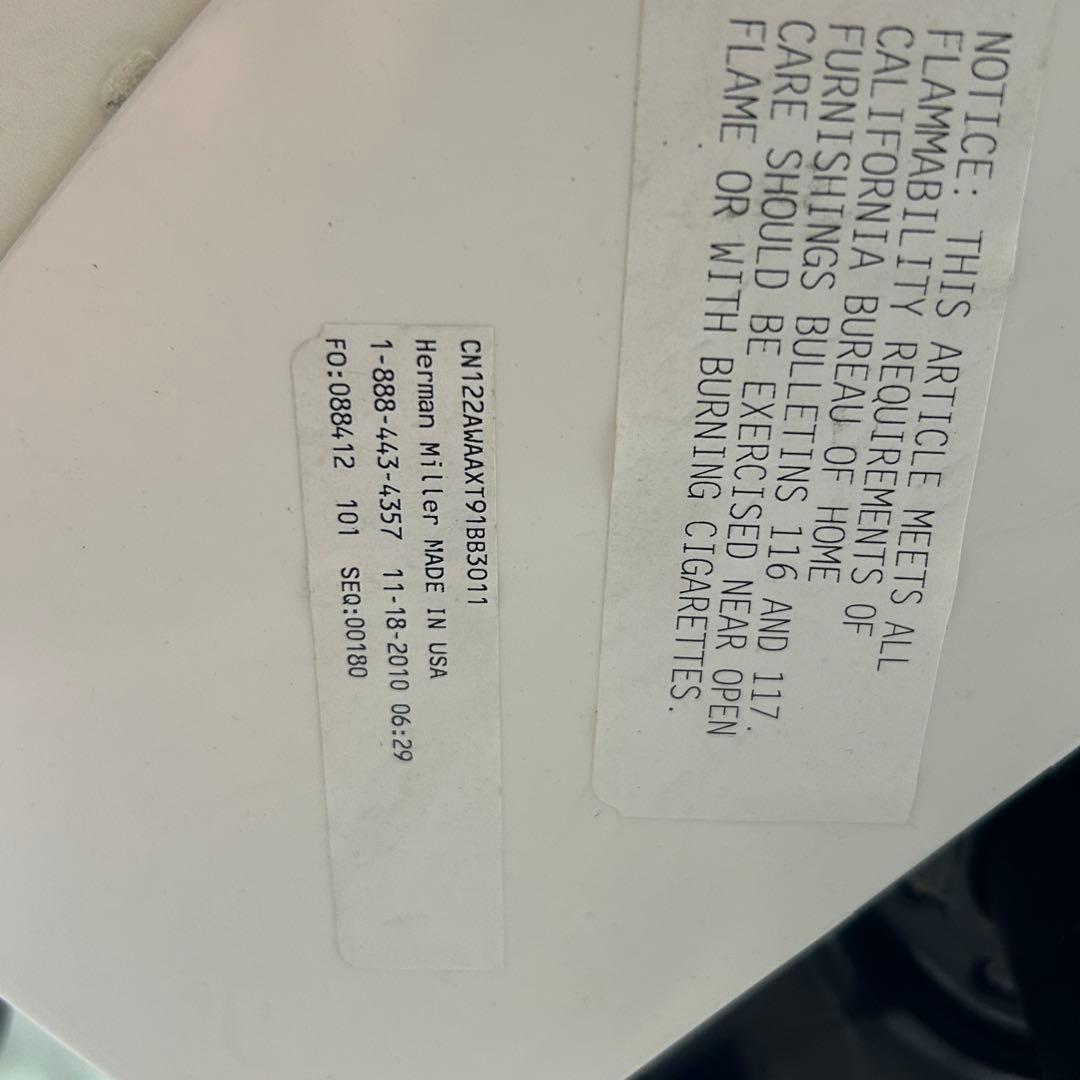 NOTICE: THIS ARTICLE MEETS ALL
FLAMMABILITY REQUIREMENTS OF
CALIFORNIA BUREAU OF HOME
FURNISHINGS BULLETINS 116 AND 117.
CARE SHOULD BE EXERCISED NEAR OPEN
FLAME OR WITH BURNING CIGARETTES.
CN122AWAAXT91BB3011
Herman Miller MADE IN USA
1-888-443-4357 11-18-2010 06:29
FO:088412 101 SEQ:00180